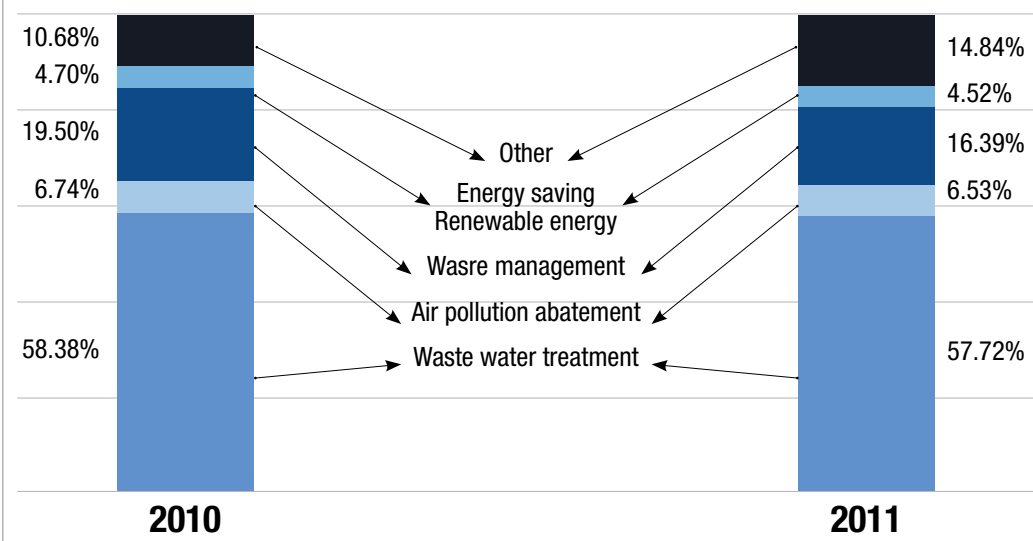 10.68%
4.70%
19.50%
6.74%
58.38%
Other
Energy saving
Renewable energy
Wasre management
Air pollution abatement
Waste water treatment
14.84%
4.52%
16.39%
6.53%
57.72%
2010
2011